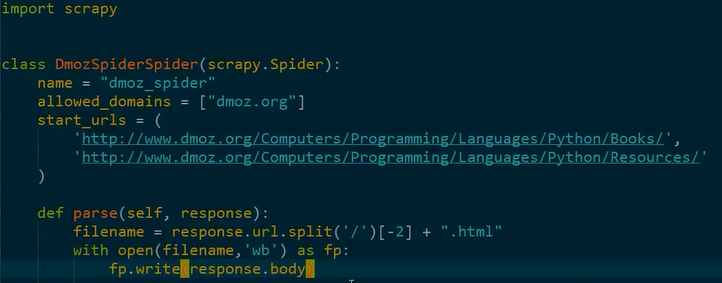 import scrapy
class DmozSpiderSpider(scrapy.Spider):
name = "dmoz_spider"
allowed_domains = ["dmoz.org"]
start_urls = (
'http://www.dmoz.org/Computers/Programming/Languages/Python/Books/',
'http://www.dmoz.org/Computers/Programming/Languages/Python/Resources/'
)
def parse(self, response):
filename = response.url.split('/')[-2] + ".html"
with open(filename,'wb') as fp:
fp.write(response.body)